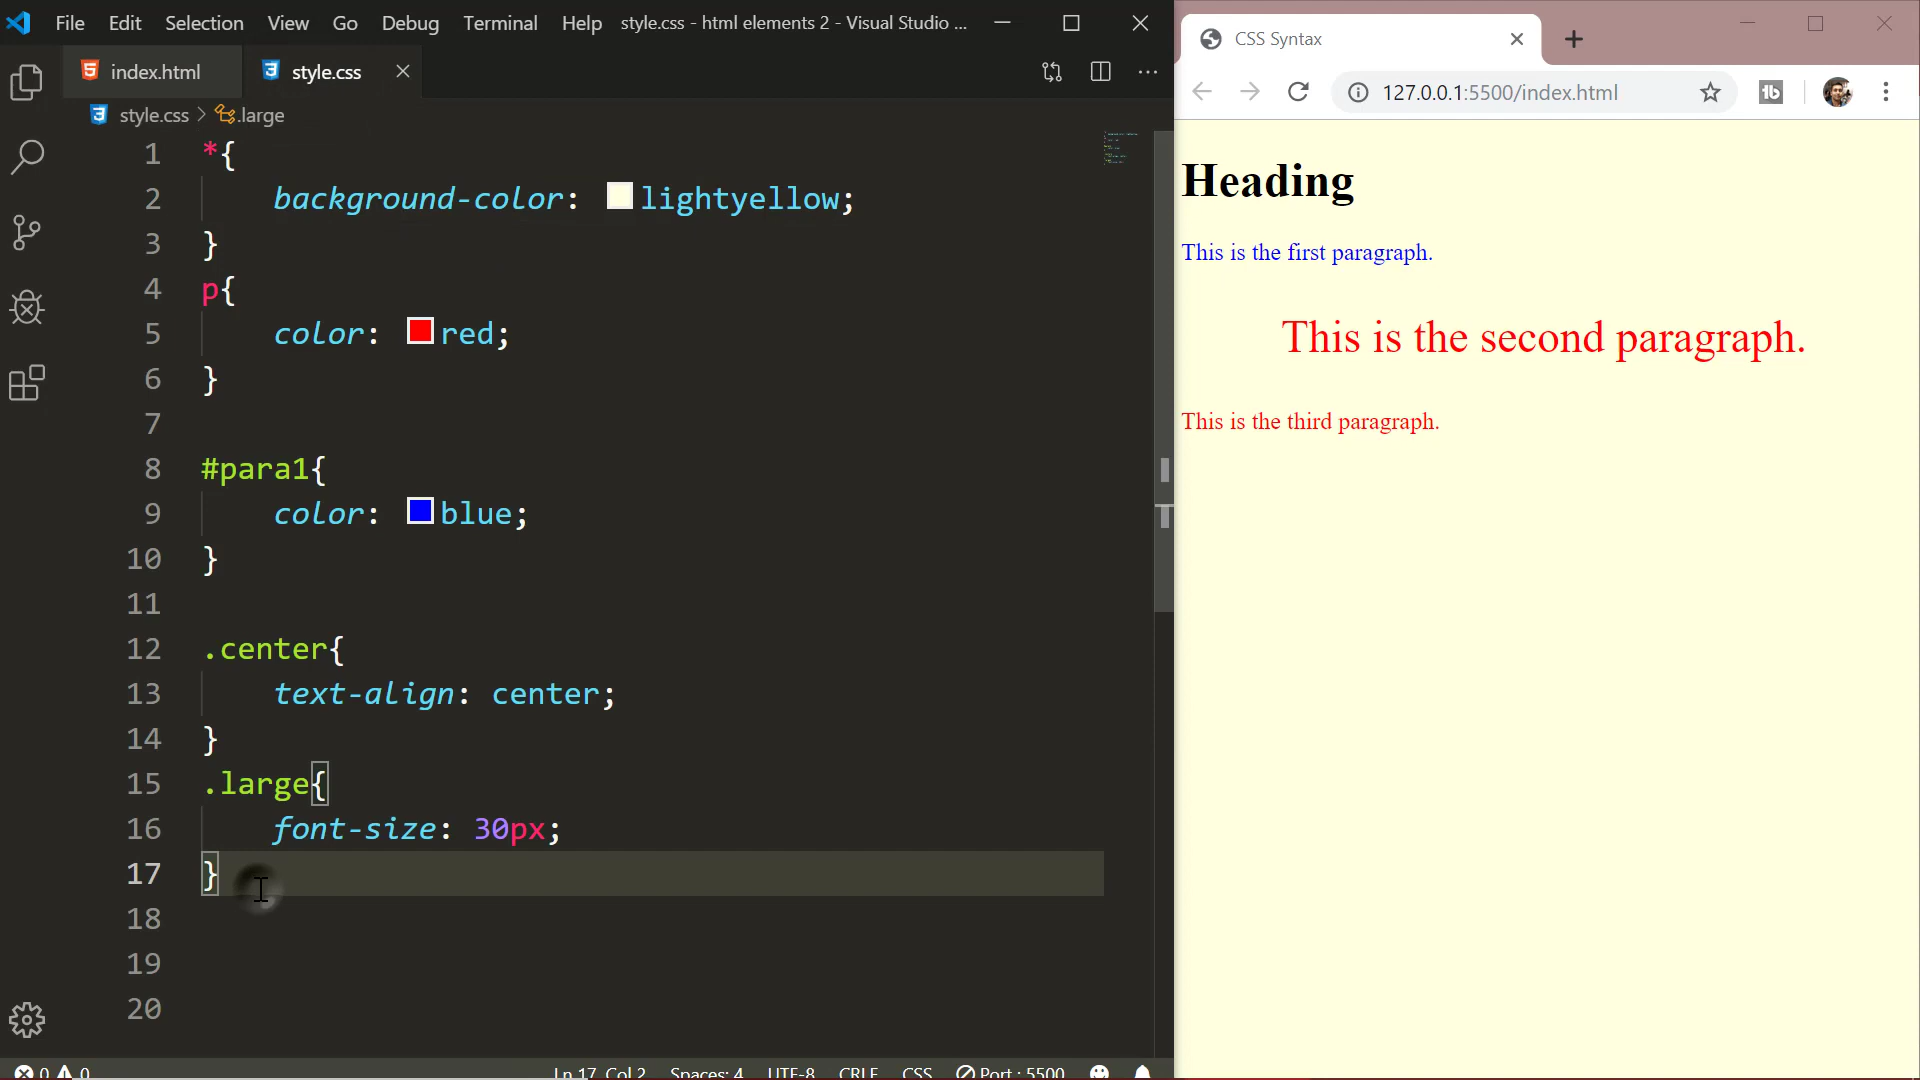 File Edit Selection View Go Debug Terminal Help style.css - html elements 2 - Visual Studio ...
index.html style.css
style.css > .large
1 *{
2 background-color: lightyellow;
3 }
4 p{
5 color: red;
6 }
7
8 #para1{
9 color: blue;
10 }
11
12 .center{
13 text-align: center;
14 }
15 .large{
16 font-size: 30px;
17 }
18
19
20
0 0 Ln 17, Col 2 Spaces: 4 UTF-8 CRLF CSS Port : 5500
CSS Syntax
127.0.0.1:5500/index.html
Heading
This is the first paragraph.
This is the second paragraph.
This is the third paragraph.